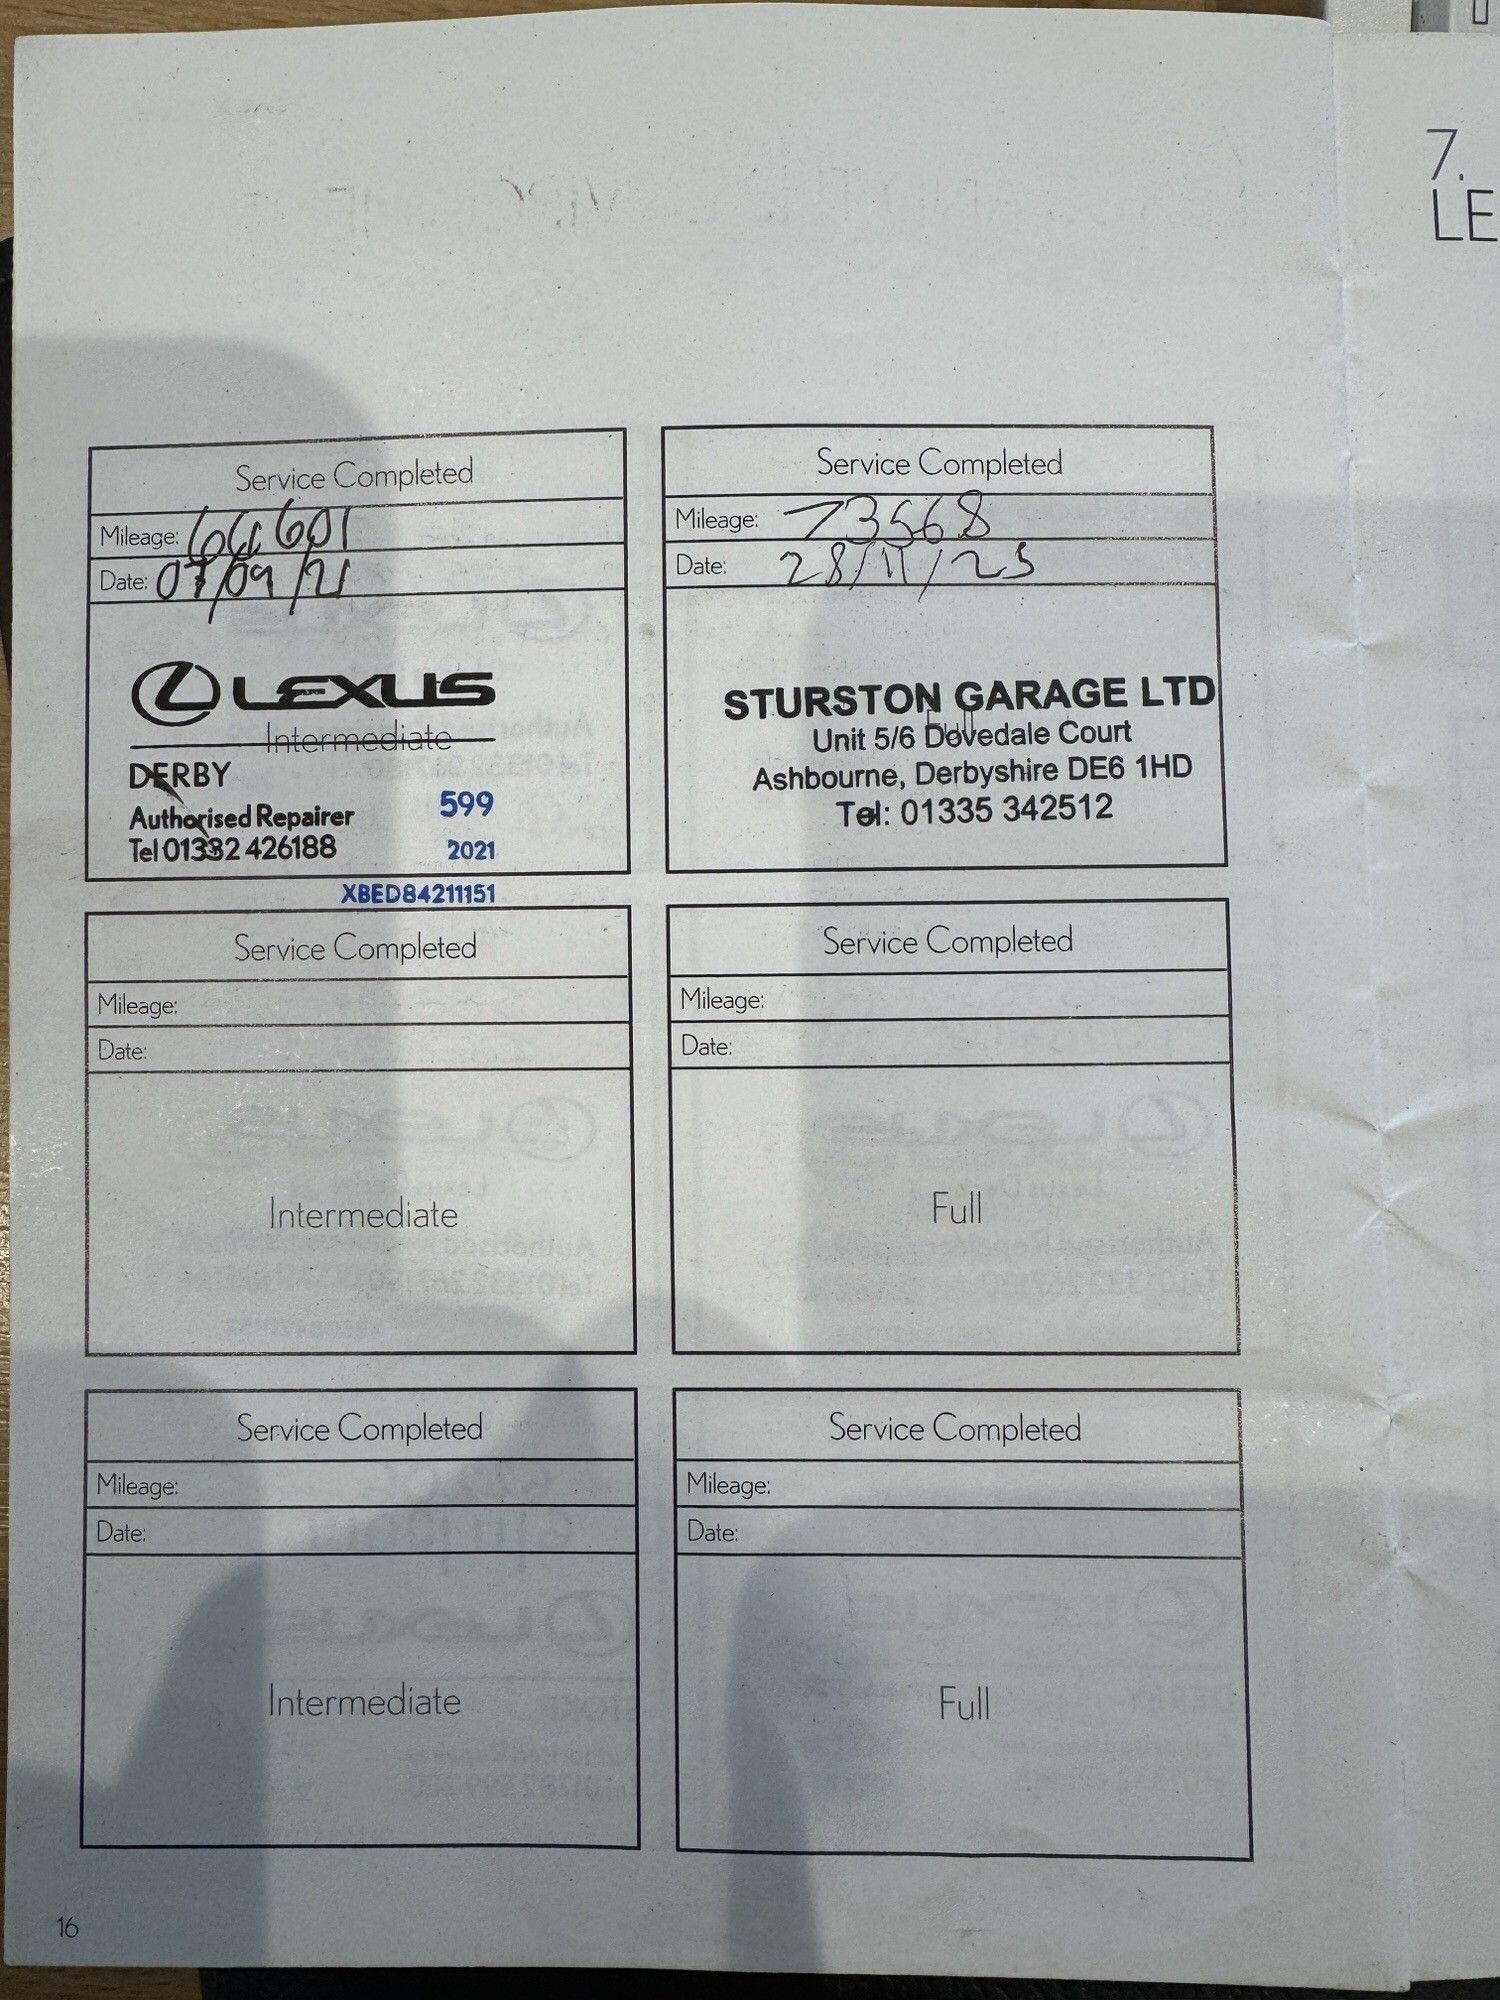 7.
LE
Service Completed
Mileage:
Date: 07/09/21
LEXUS
Intermediate
DERBY
Authorised Repairer 599
Tel 01332 426188 2021
XBED84211151
Service Completed
Mileage: 73568
Date: 28/11/23
STURSTON GARAGE LTD
Full
Unit 5/6 Dovedale Court
Ashbourne, Derbyshire DE6 1HD
Tel: 01335 342512
Service Completed
Mileage:
Date:
Intermediate
Service Completed
Mileage:
Date:
Full
Service Completed
Mileage:
Date:
Intermediate
Service Completed
Mileage:
Date:
Full
16